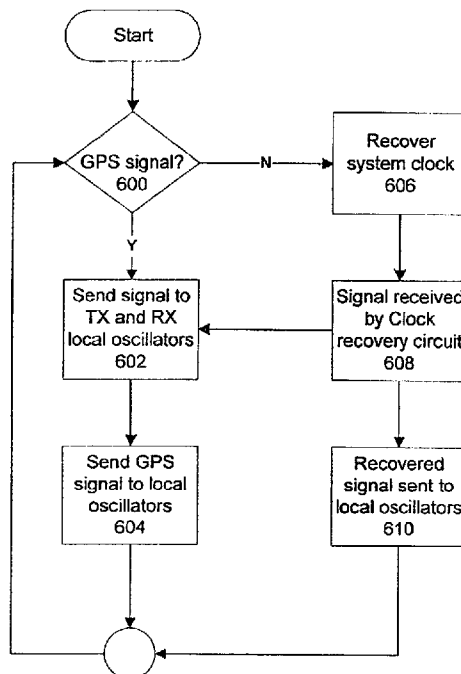 Start
GPS signal?
600
N
Y
Recover
system clock
606
Send signal to
TX and RX
local oscillators
602
Signal received
by Clock
recovery circuit
608
Send GPS
signal to local
oscillators
604
Recovered
signal sent to
local oscillators
610